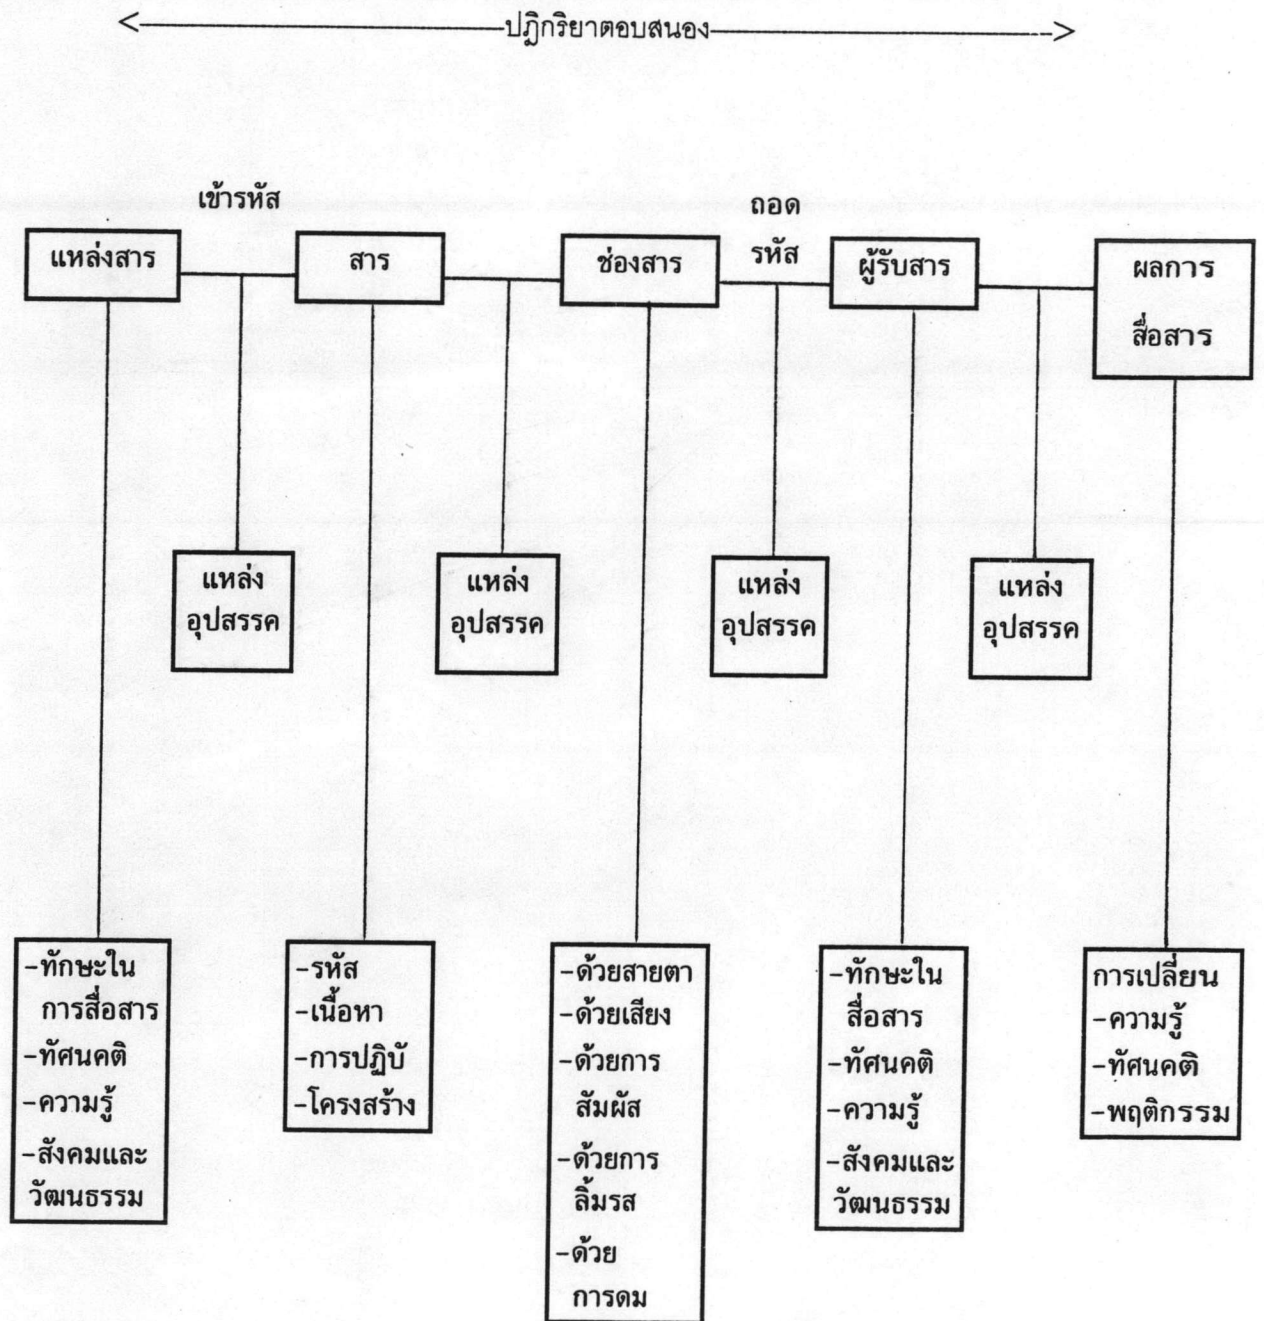 ปฏิกริยาตอบสนอง
เข้ารหัส
ถอด
รหัส
แหล่งสาร
สาร
ช่องสาร
ผู้รับสาร
ผลการ
สื่อสาร
แหล่ง
อุปสรรค
แหล่ง
อุปสรรค
แหล่ง
อุปสรรค
แหล่ง
อุปสรรค
-ทักษะใน
การสื่อสาร
-ทัศนคติ
-ความรู้
-สังคมและ
วัฒนธรรม
-รหัส
-เนื้อหา
-การปฏิบั
-โครงสร้าง
-ด้วยสายตา
-ด้วยเสียง
-ด้วยการ
สัมผัส
-ด้วยการ
ลิ้มรส
-ด้วย
การดม
-ทักษะใน
สื่อสาร
-ทัศนคติ
-ความรู้
-สังคมและ
วัฒนธรรม
การเปลี่ยน
-ความรู้
-ทัศนคติ
-พฤติกรรม